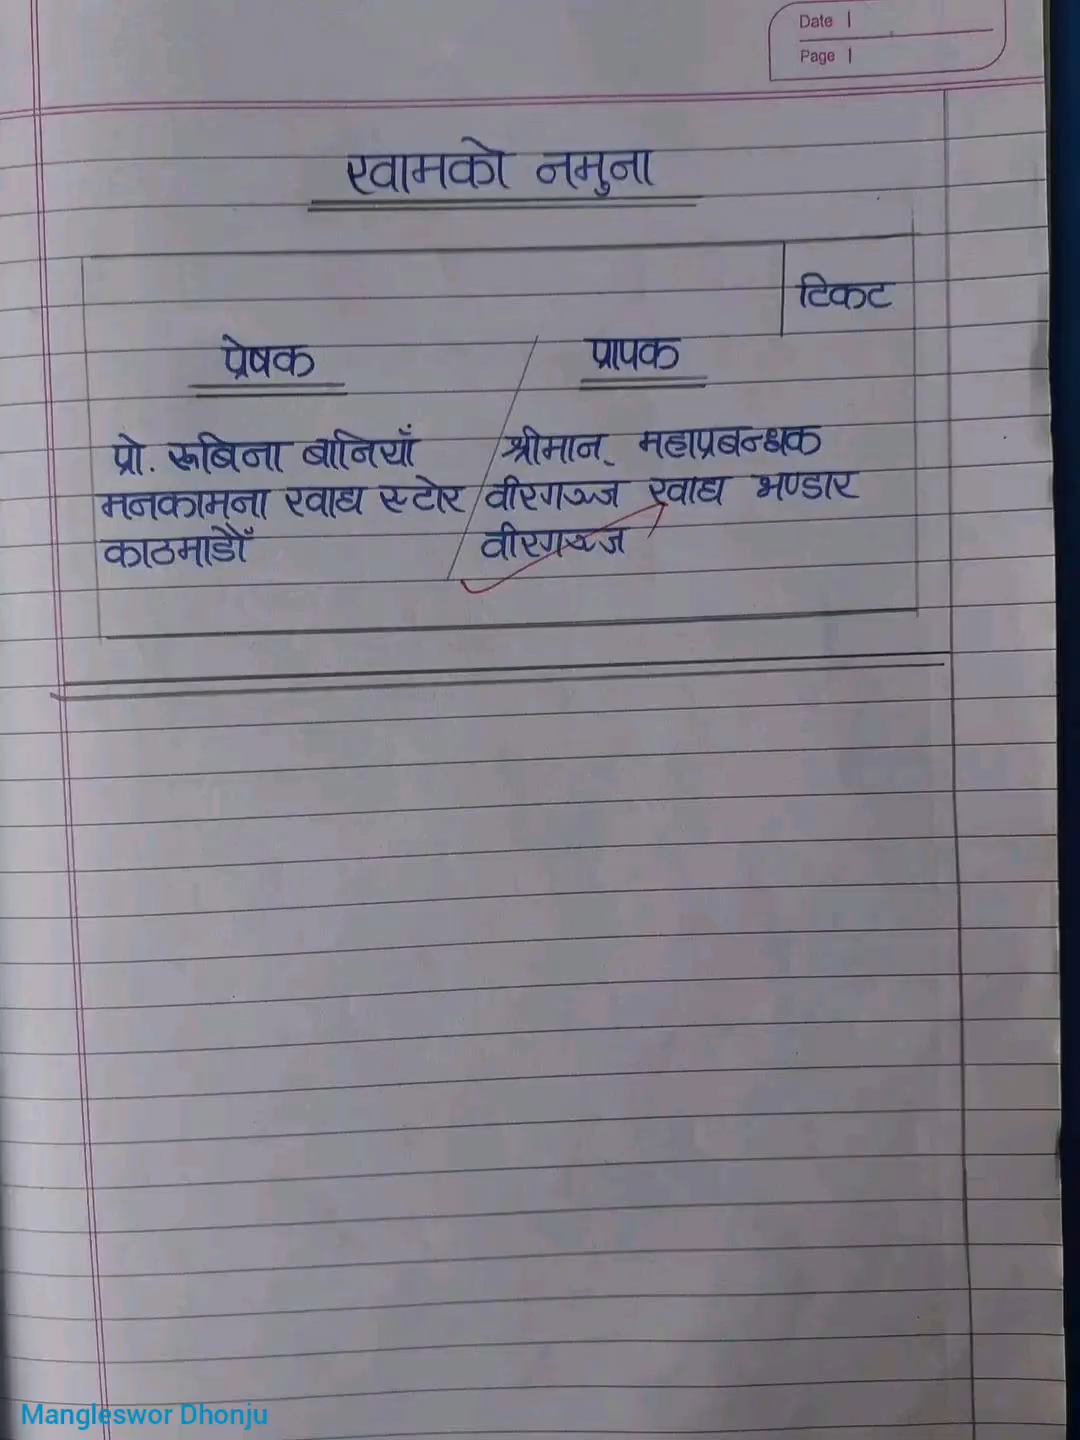 Date
Page
खामको नमुना
टिकट
प्रेषक
प्रापक
प्रो. रूबिना बानियाँ
मनकामना खाद्य स्टोर
काठमाडौँ
श्रीमान् महाप्रबन्धक
वीरगञ्ज खाद्य भण्डार
वीरगञ्ज
Mangleswor Dhonju